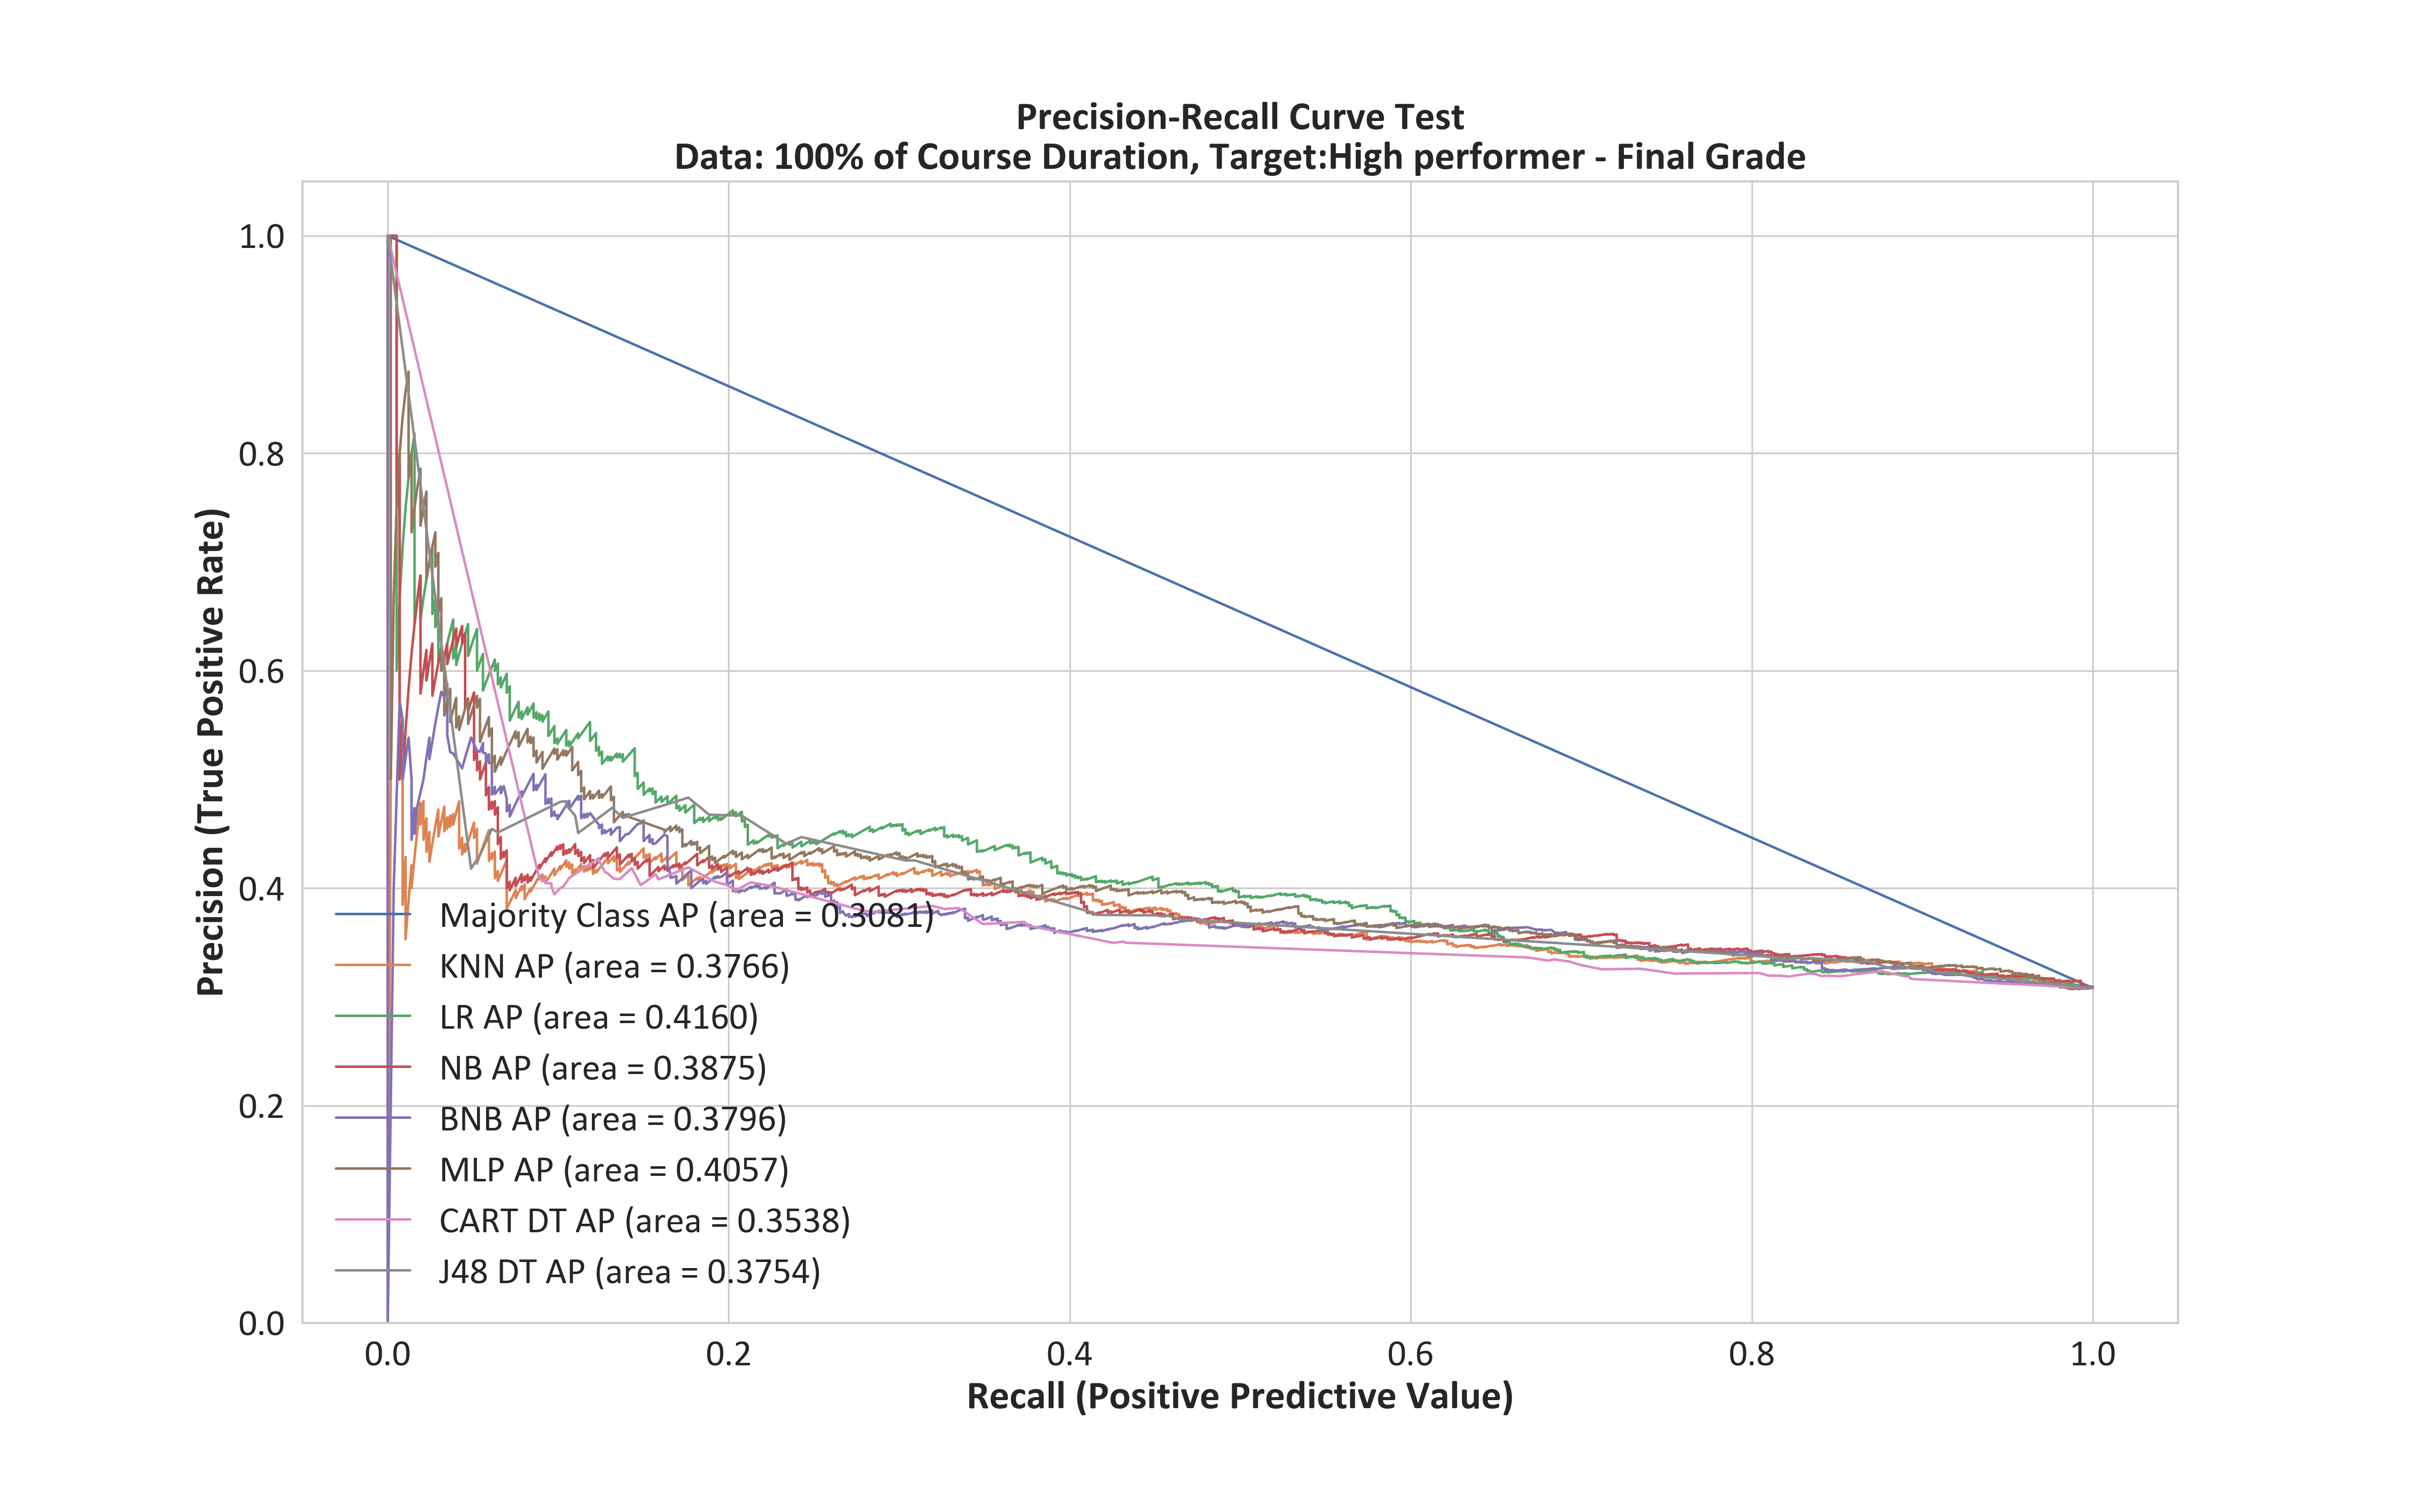 Precision-Recall Curve Test
Data: 100% of Course Duration, Target:High performer - Final Grade
Precision (True Positive Rate)
1.0
0.8
0.6
0.4
0.2
0.0
Majority Class AP (area = 0.3081)
KNN AP (area = 0.3766)
LR AP (area = 0.4160)
NB AP (area = 0.3875)
BNB AP (area = 0.3796)
MLP AP (area = 0.4057)
CART DT AP (area = 0.3538)
J48 DT AP (area = 0.3754)
0.0 0.2 0.4 0.6 0.8 1.0
Recall (Positive Predictive Value)